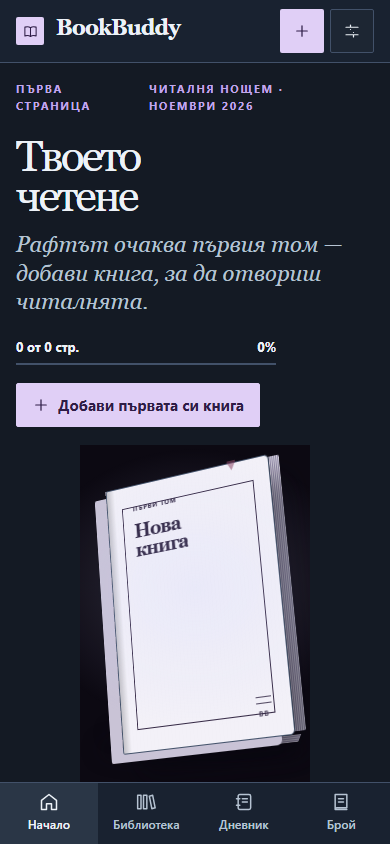 BookBuddy
ПЪРВА СТРАНИЦА
ЧИТАЛНЯ НОЩЕМ · НОЕМВРИ 2026
Твоето
четене
Рафтът очаква първия том —
добави книга, за да отвориш
читалнята.
0 от 0 стр. 0%
Добави първата си книга
ПЪРВИ ТОМ
Нова
книга
BB
Начало Библиотека Дневник Брой